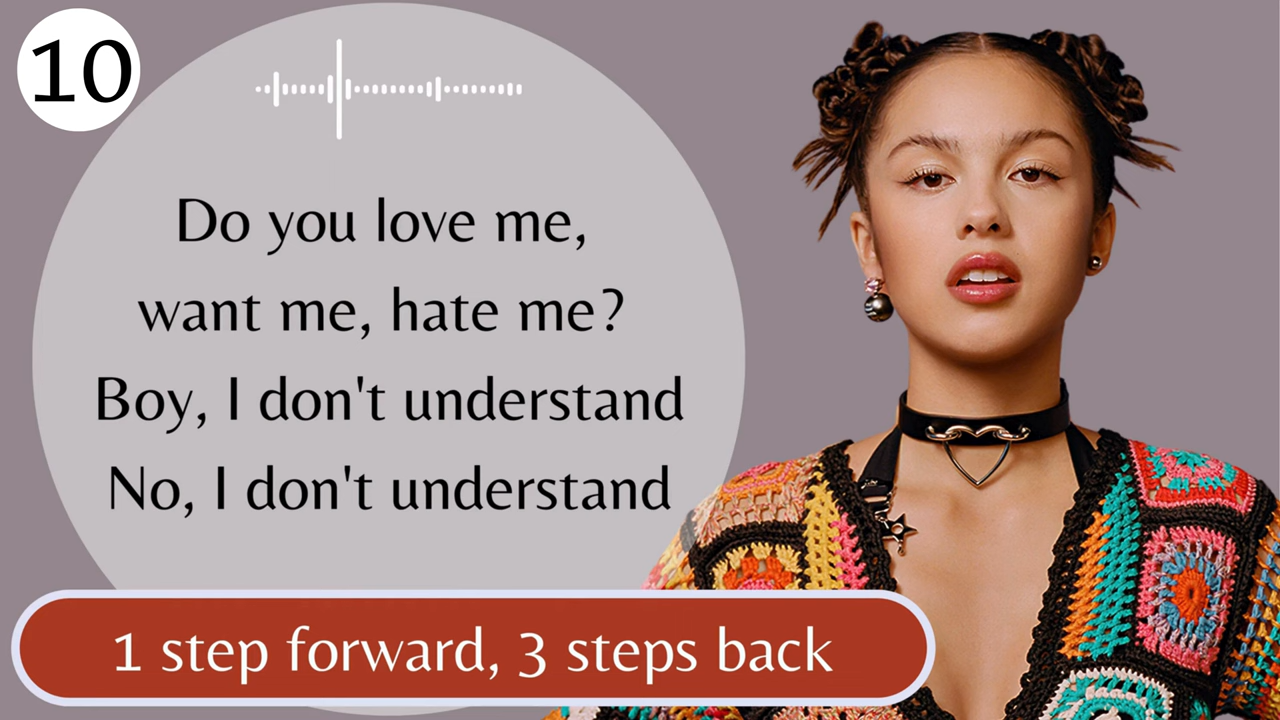 10
Do you love me,
want me, hate me?
Boy, I don't understand
No, I don't understand
1 step forward, 3 steps back